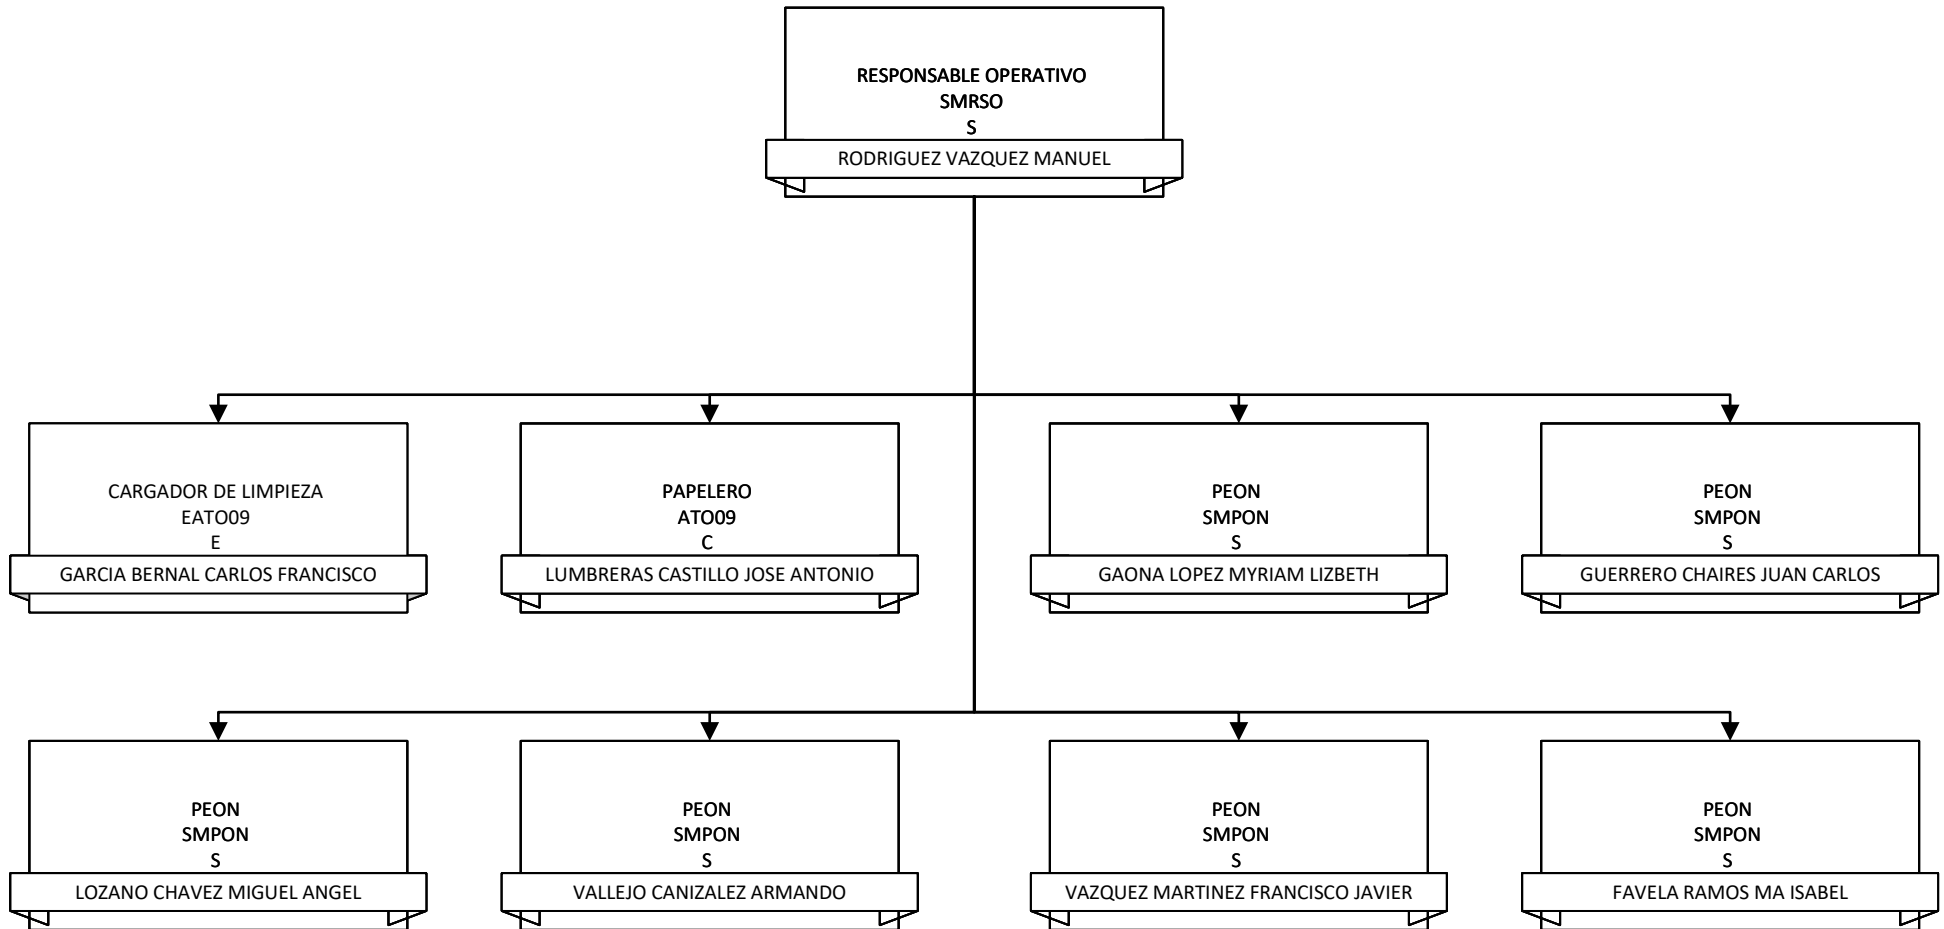 RESPONSABLE OPERATIVO
SMRSO
S
RODRIGUEZ VAZQUEZ MANUEL
CARGADOR DE LIMPIEZA
EATO09
E
GARCIA BERNAL CARLOS FRANCISCO
PAPELERO
ATO09
C
LUMBRERAS CASTILLO JOSE ANTONIO
PEON
SMPON
S
GAONA LOPEZ MYRIAM LIZBETH
PEON
SMPON
S
GUERRERO CHAIRES JUAN CARLOS
PEON
SMPON
S
LOZANO CHAVEZ MIGUEL ANGEL
PEON
SMPON
S
VALLEJO CANIZALEZ ARMANDO
PEON
SMPON
S
VAZQUEZ MARTINEZ FRANCISCO JAVIER
PEON
SMPON
S
FAVELA RAMOS MA ISABEL